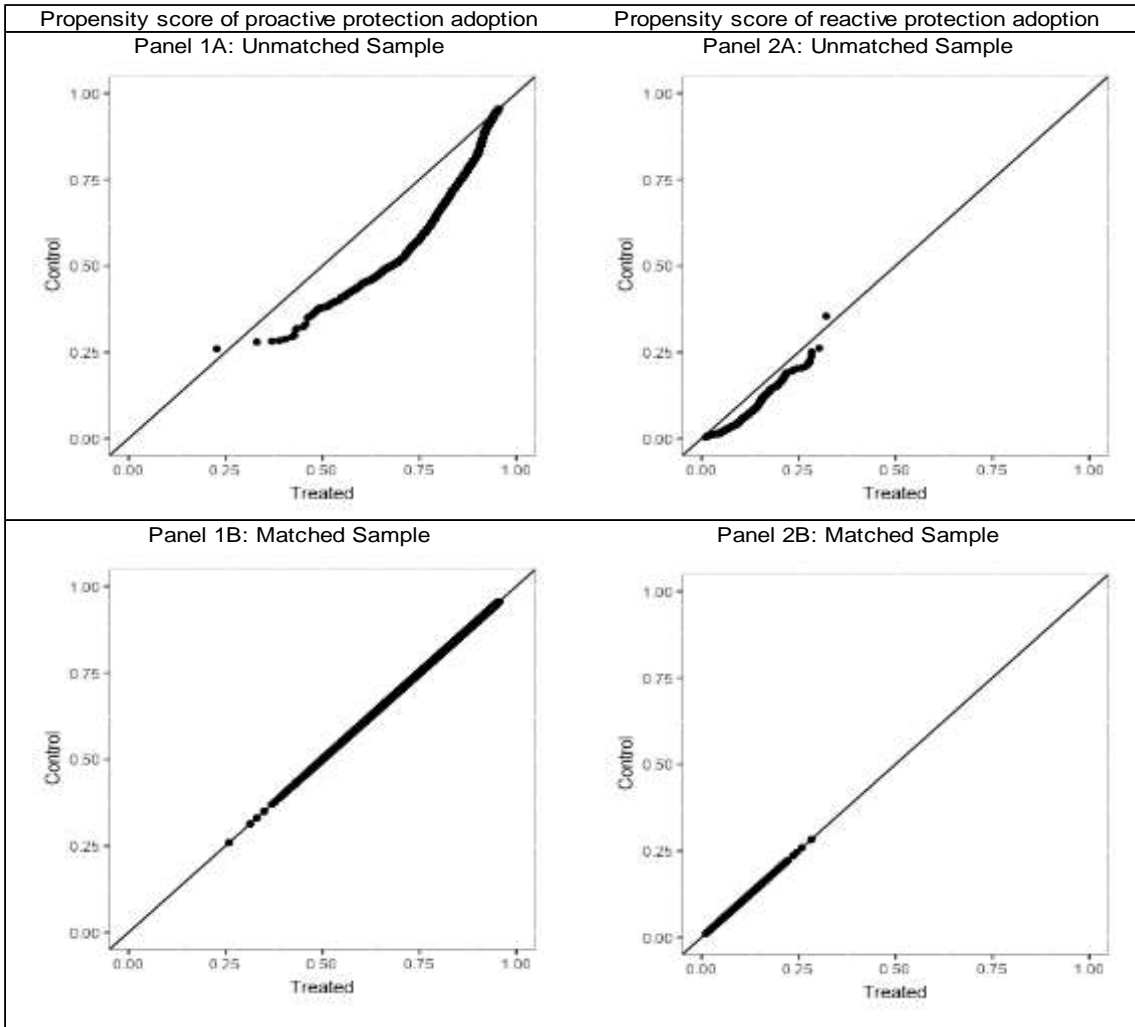 Propensity score of proactive protection adoption
Propensity score of reactive protection adoption
Panel 1A: Unmatched Sample
1.00
0.75
0.50
0.25
0.00
Control
0.00 0.25 0.50 0.75 1.00
Treated
Panel 2A: Unmatched Sample
1.00
0.75
0.50
0.25
0.00
Control
0.00 0.25 0.50 0.75 1.00
Treated
Panel 1B: Matched Sample
1.00
0.75
0.50
0.25
0.00
Control
0.00 0.25 0.50 0.75 1.00
Treated
Panel 2B: Matched Sample
1.00
0.75
0.50
0.25
0.00
Control
0.00 0.25 0.50 0.75 1.00
Treated